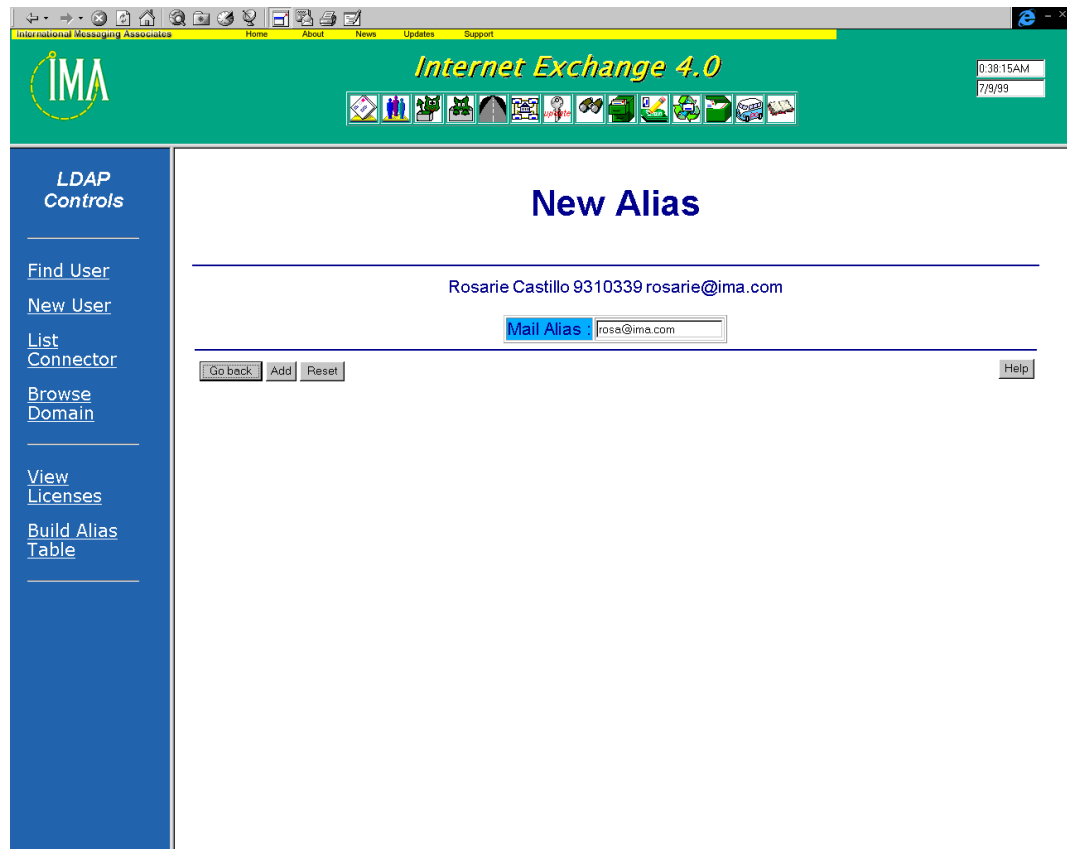 International Messaging Associates Home About News Updates Support
IMA
Internet Exchange 4.0
0:38:15AM
7/9/99
update
LDAP
Controls
Find User
New User
List
Connector
Browse
Domain
View
Licenses
Build Alias
Table
New Alias
Rosarie Castillo 9310339 rosarie@ima.com
Mail Alias : rosa@ima.com
Go back Add Reset Help